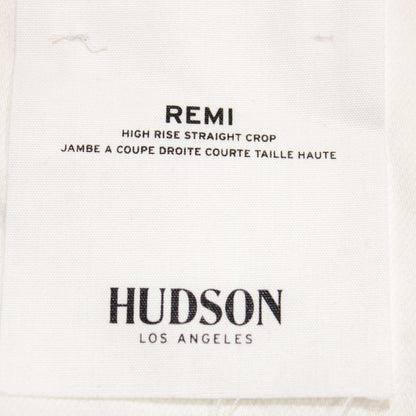 REMI
HIGH RISE STRAIGHT CROP
JAMBE A COUPE DROITE COURTE TAILLE HAUTE
HUDSON
LOS ANGELES